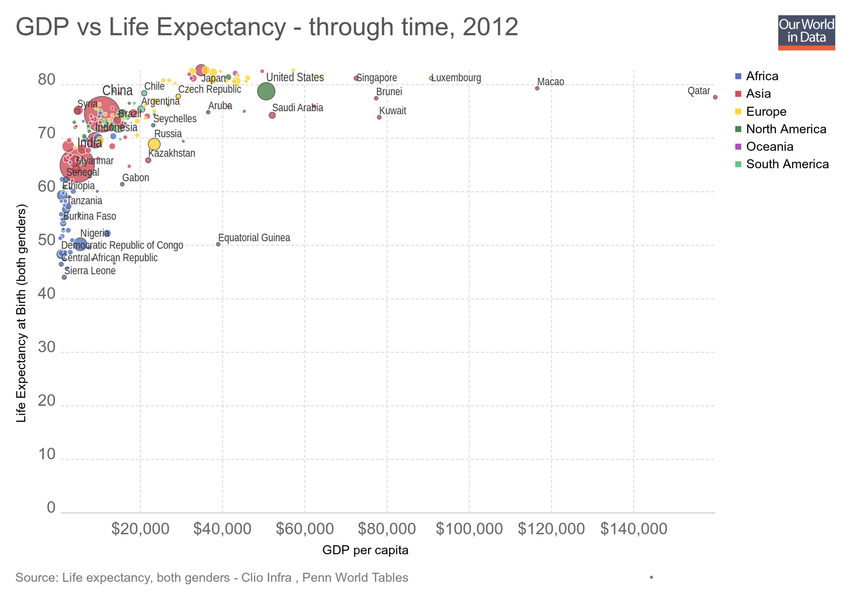 GDP vs Life Expectancy - through time, 2012
Our World
in Data
Life Expectancy at Birth (both genders)
80
70
60
50
40
30
20
10
0
China
Syria
Chile
Argentina
Brazil
Indonesia
India
Myanmar
Senegal
Ethiopia
Tanzania
Burkina Faso
Nigeria
Democratic Republic of Congo
Central African Republic
Sierra Leone
Japan
Czech Republic
Aruba
Seychelles
Russia
Kazakhstan
Gabon
Equatorial Guinea
United States
Saudi Arabia
Singapore
Brunei
Kuwait
Luxembourg
Macao
Qatar
Africa
Asia
Europe
North America
Oceania
South America
$20,000 $40,000 $60,000 $80,000 $100,000 $120,000 $140,000
GDP per capita
Source: Life expectancy, both genders - Clio Infra , Penn World Tables